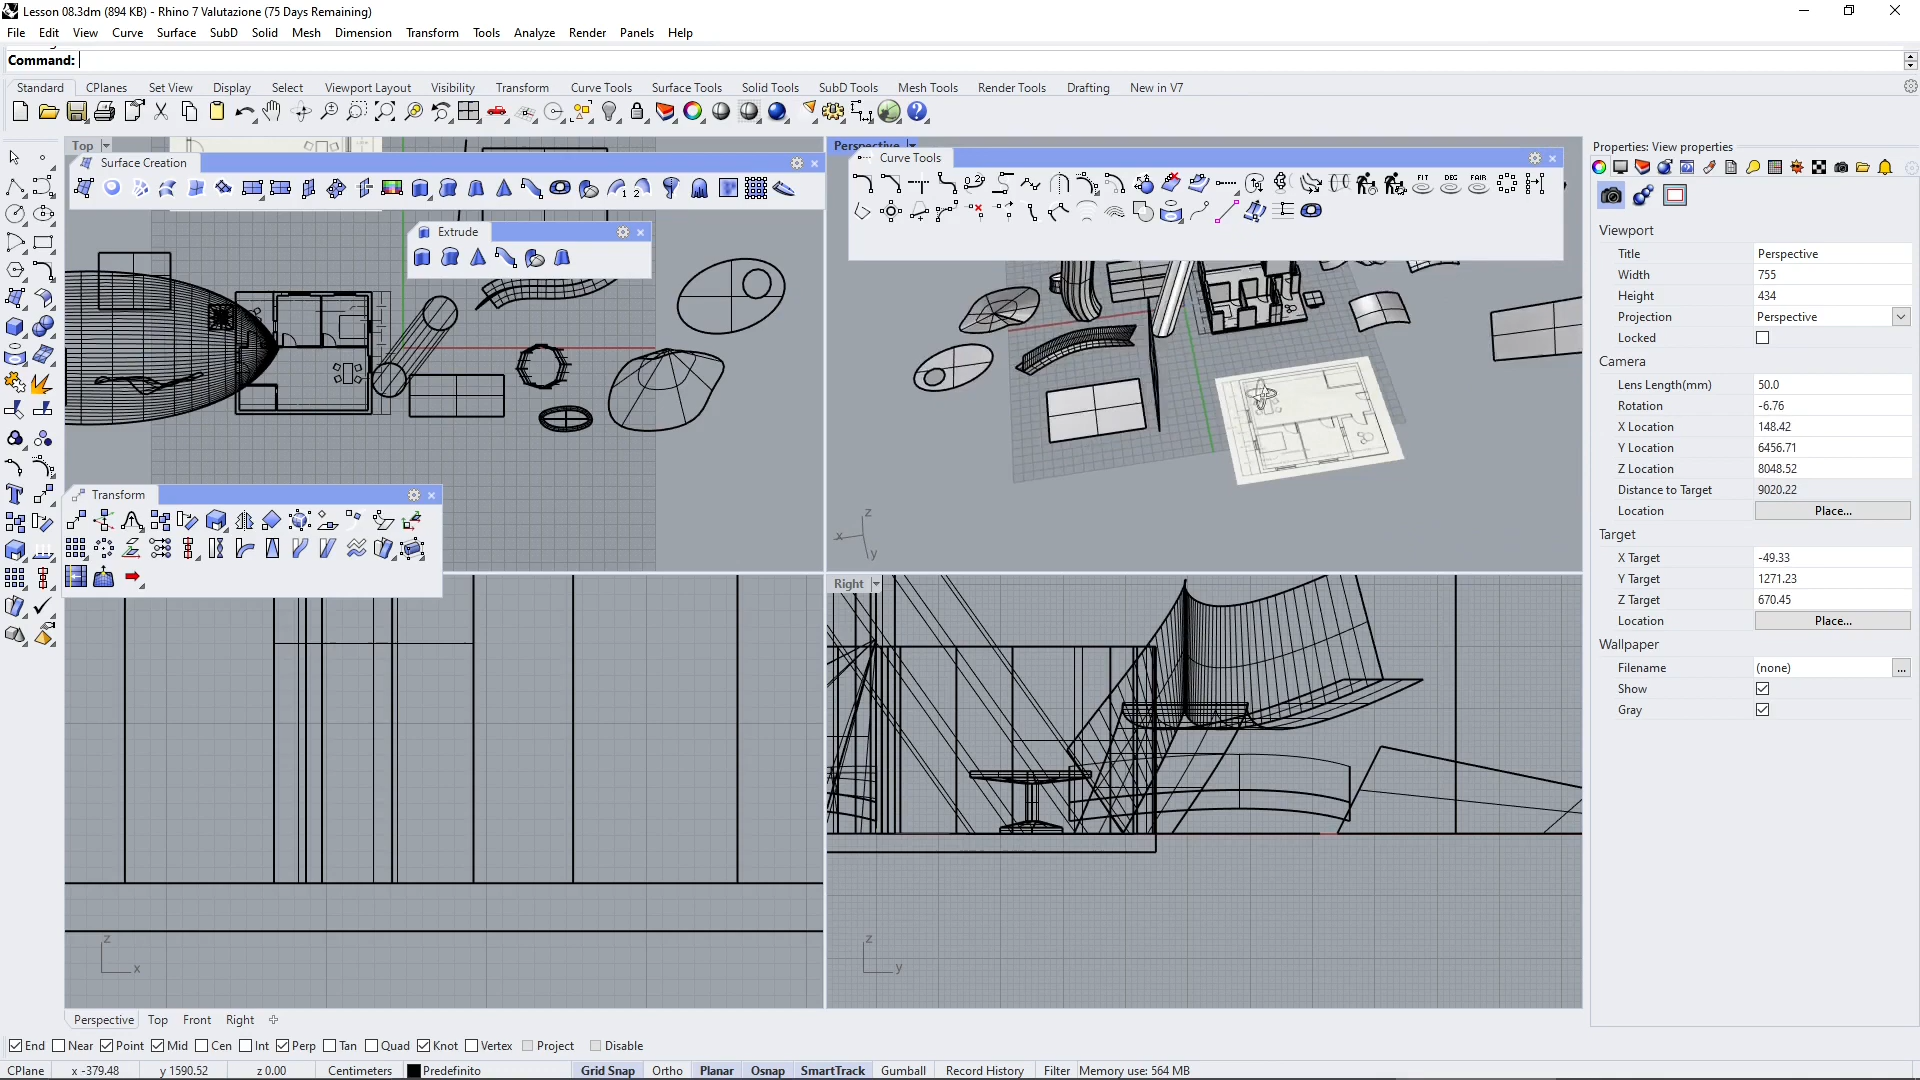 Lesson 08.3dm (894 KB) - Rhino 7 Valutazione (75 Days Remaining)
File Edit View Curve Surface SubD Solid Mesh Dimension Transform Tools Analyze Render Panels Help
Command:
Standard CPlanes Set View Display Select Viewport Layout Visibility Transform Curve Tools Surface Tools Solid Tools SubD Tools Mesh Tools Render Tools Drafting New in V7
Top
Surface Creation
Extrude
Transform
Perspective
Curve Tools
FIT DEG FAIR
z
x
y
z
x
Right
z
y
Properties: View properties
Viewport
Title Perspective
Width 755
Height 434
Projection Perspective
Locked
Camera
Lens Length(mm) 50.0
Rotation -6.76
X Location 148.42
Y Location 6456.71
Z Location 8048.52
Distance to Target 9020.22
Location Place...
Target
X Target -49.33
Y Target 1271.23
Z Target 670.45
Location Place...
Wallpaper
Filename (none) ...
Show
Gray
Perspective Top Front Right
End Near Point Mid Cen Int Perp Tan Quad Knot Vertex Project Disable
CPlane x -379.48 y 1590.52 z 0.00 Centimeters Predefinito Grid Snap Ortho Planar Osnap SmartTrack Gumball Record History Filter Memory use: 564 MB